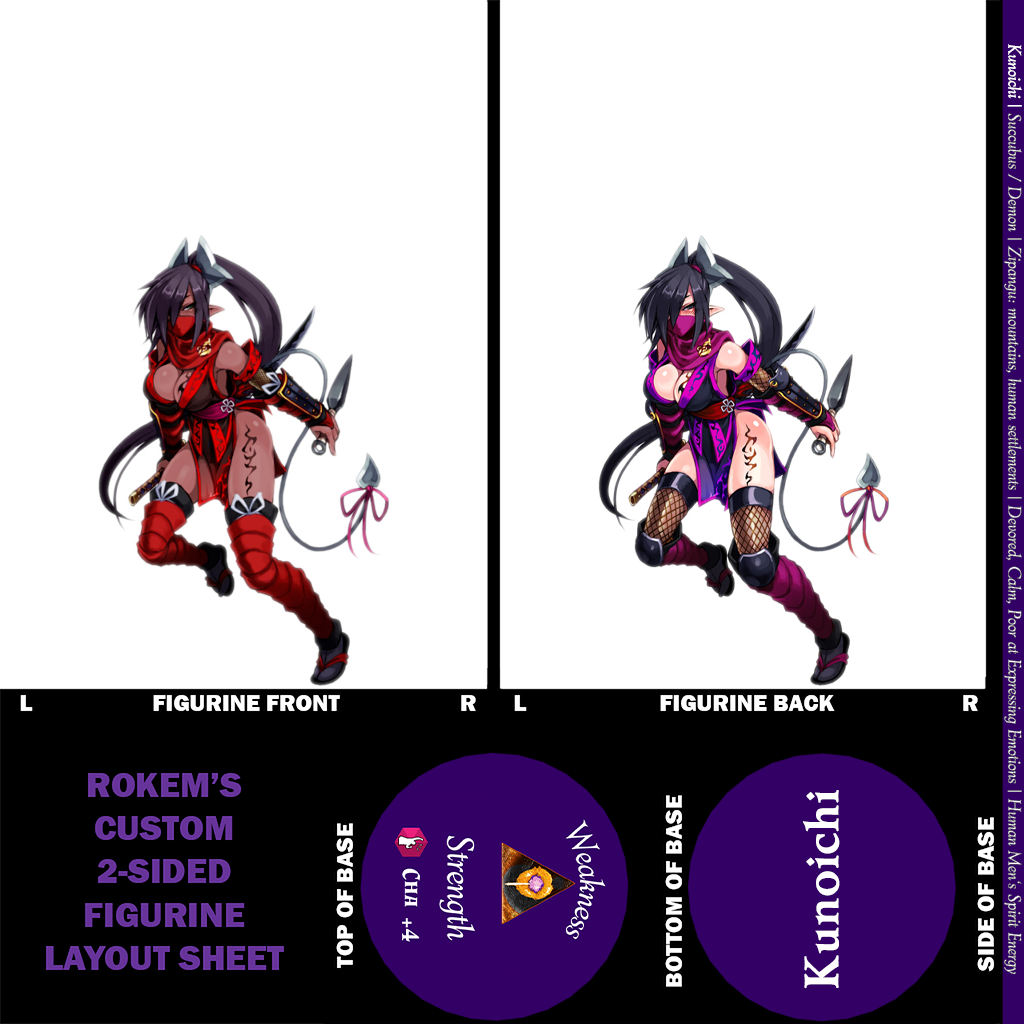 L FIGURINE FRONT R
L FIGURINE BACK R
ROKEM'S
CUSTOM
2-SIDED
FIGURINE
LAYOUT SHEET
TOP OF BASE
Weakness
Strength
CHA +4
BOTTOM OF BASE
Kunoichi
SIDE OF BASE
Kunoichi | Succubus / Demon | Zipangu: mountains, human settlements | Devored, Calm, Poor at Expressing Emotions | Human Men's Spirit Energy